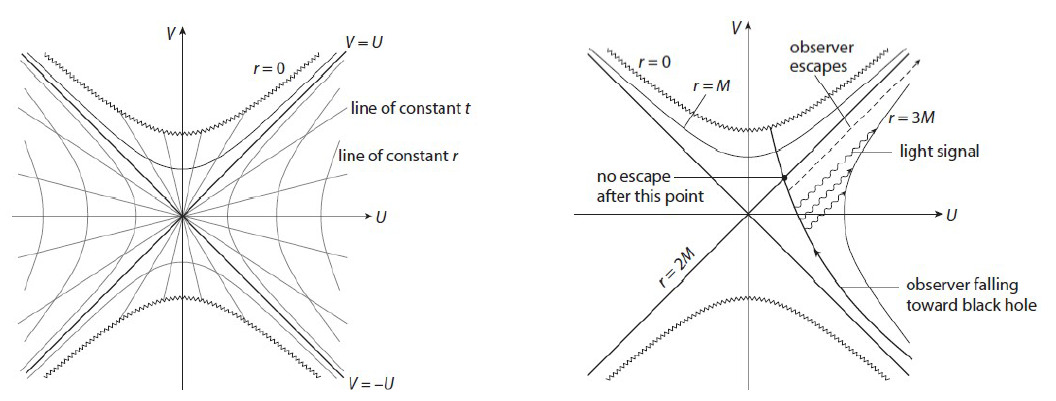 V
V = U
r = 0
line of constant t
line of constant r
U
V = –U
V
observer
escapes
r = 0
r = M
r = 3M
light signal
no escape
after this point
U
r = 2M
observer falling
toward black hole